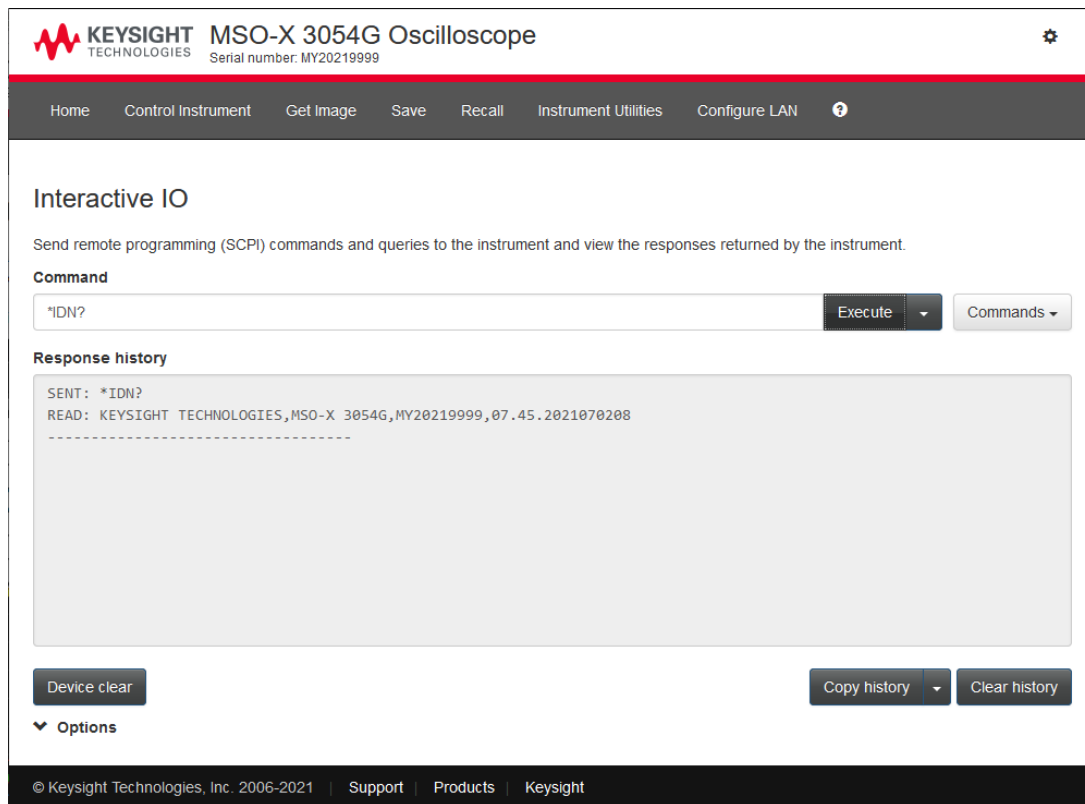 KEYSIGHT
TECHNOLOGIES
MSO-X 3054G Oscilloscope
Serial number: MY20219999
Home Control Instrument Get Image Save Recall Instrument Utilities Configure LAN ?
Interactive IO
Send remote programming (SCPI) commands and queries to the instrument and view the responses returned by the instrument.
Command
*IDN? Execute Commands
Response history
SENT: *IDN?
READ: KEYSIGHT TECHNOLOGIES,MSO-X 3054G,MY20219999,07.45.2021070208
-----------------------------------
Device clear Copy history Clear history
Options
© Keysight Technologies, Inc. 2006-2021 | Support | Products | Keysight